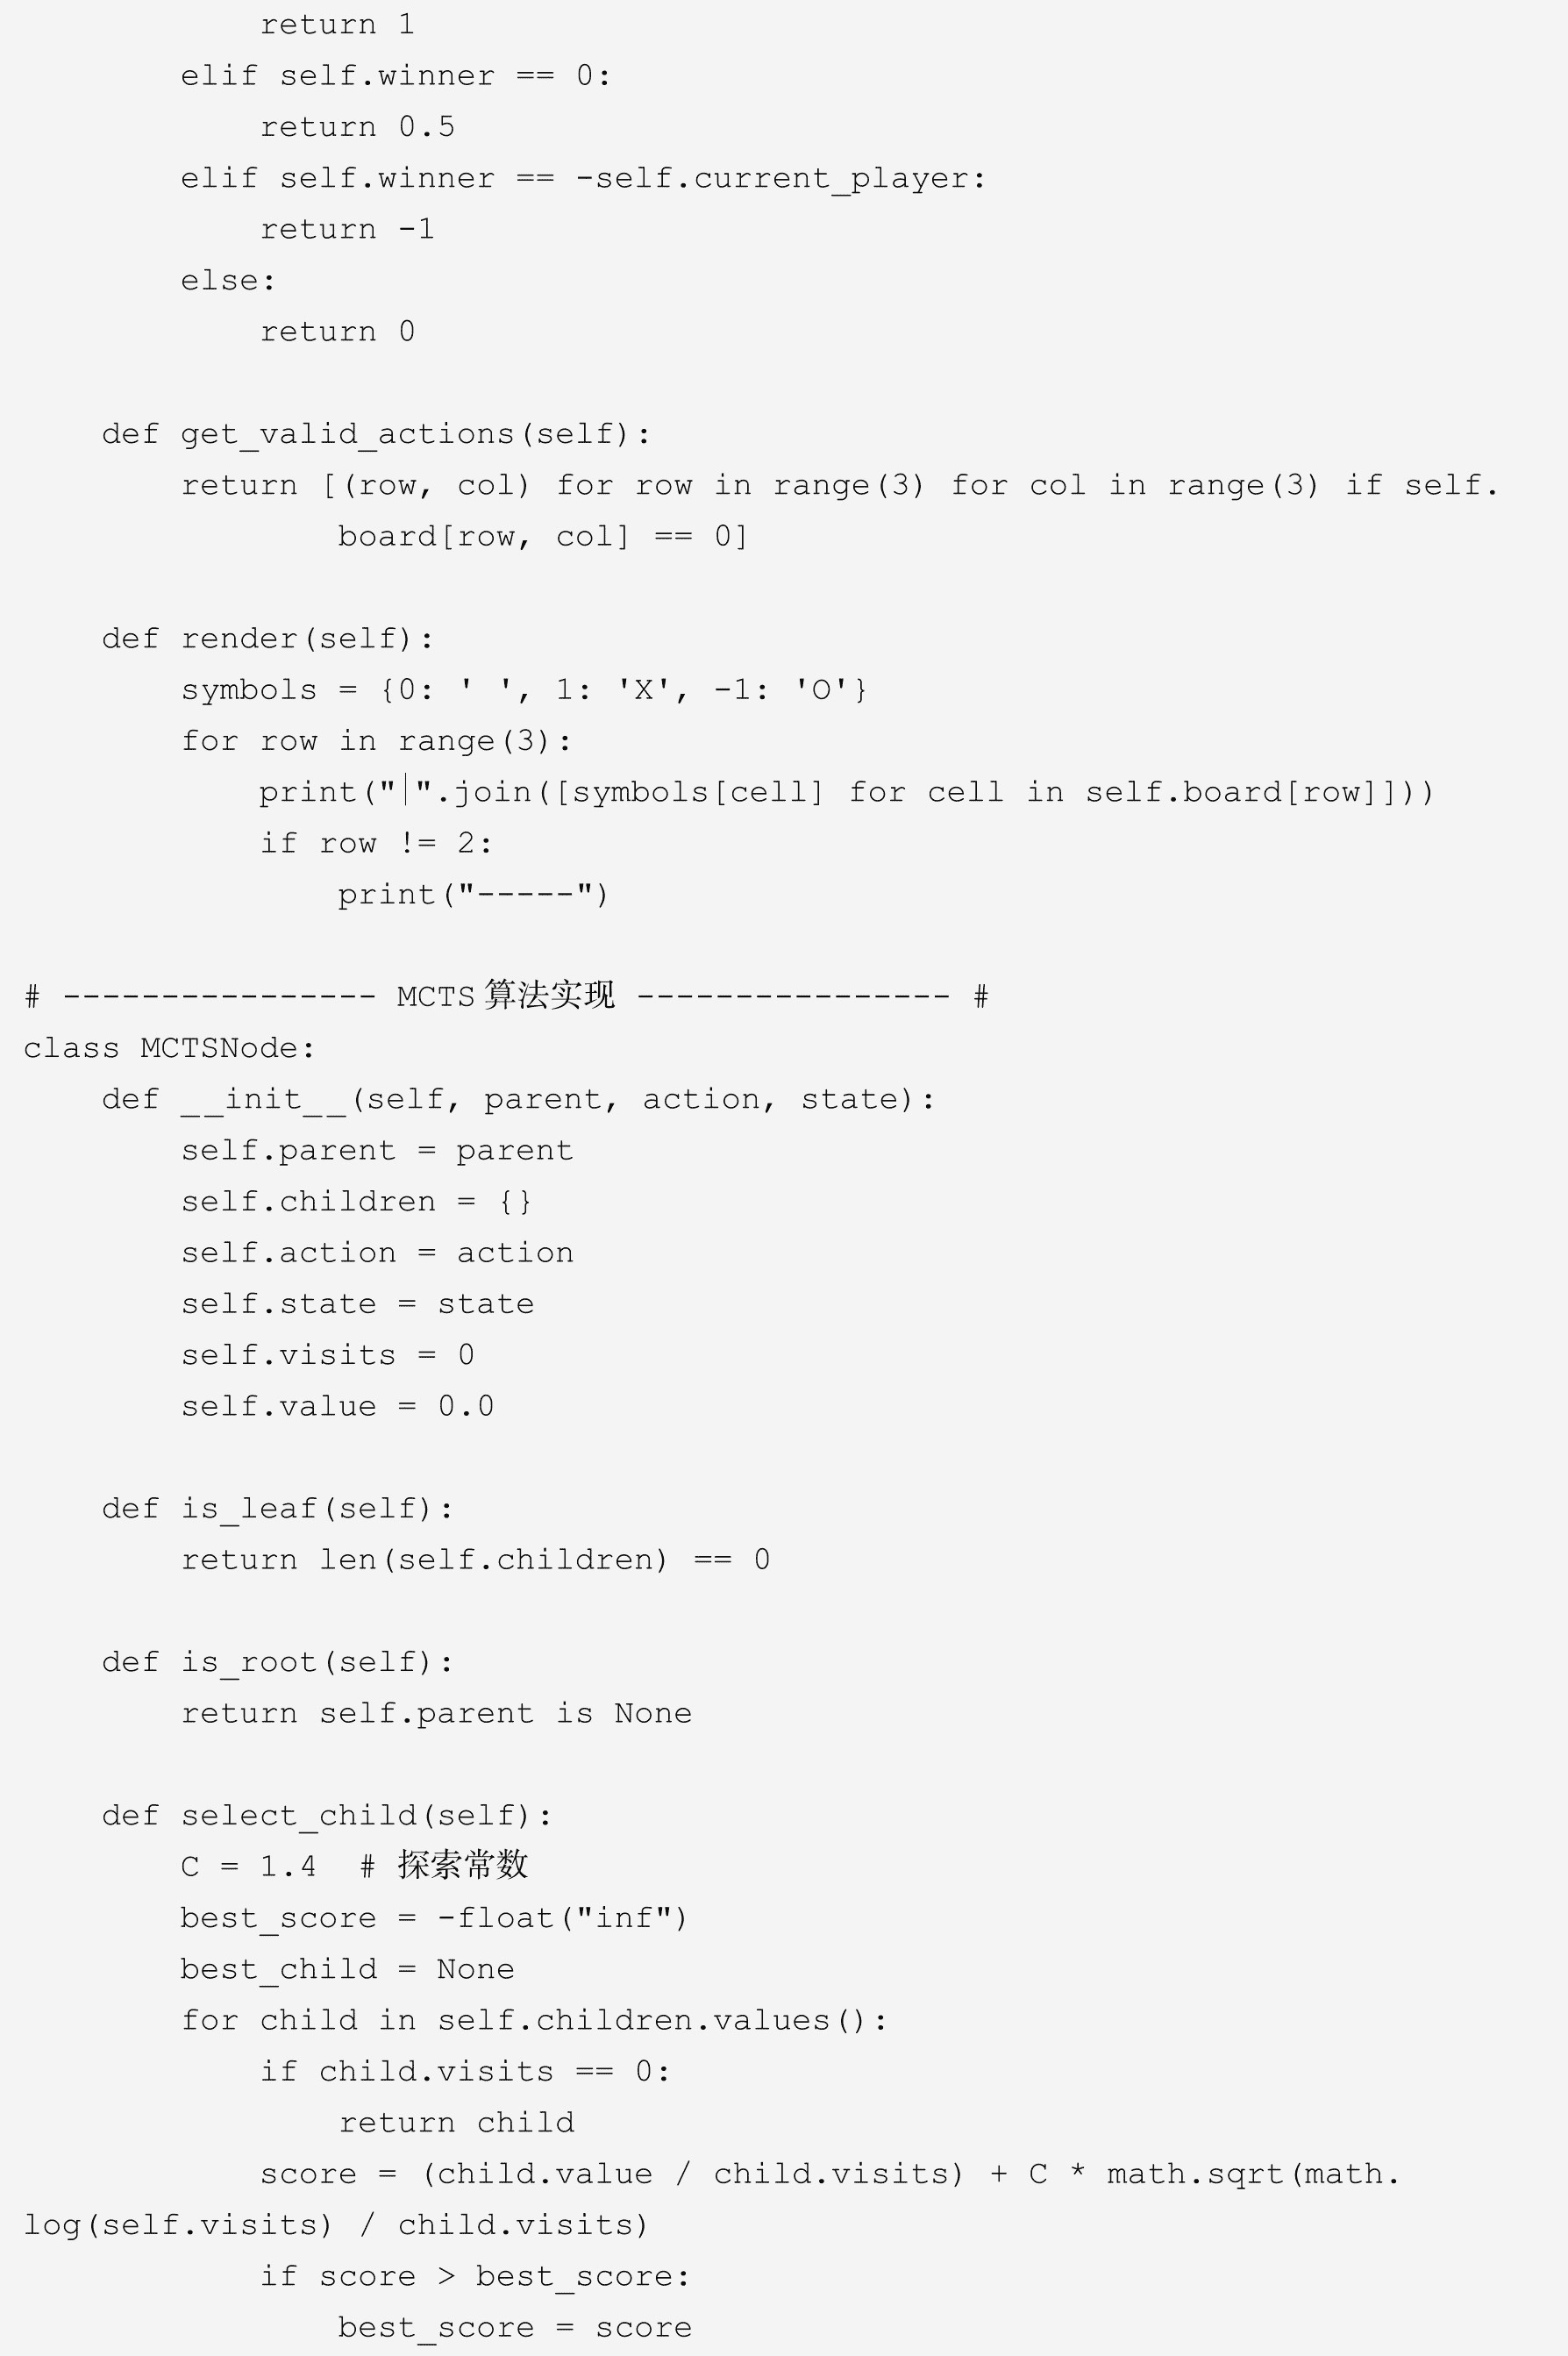 return 1
        elif self.winner == 0:
            return 0.5
        elif self.winner == -self.current_player:
            return -1
        else:
            return 0

    def get_valid_actions(self):
        return [(row, col) for row in range(3) for col in range(3) if self.
                board[row, col] == 0]

    def render(self):
        symbols = {0: ' ', 1: 'X', -1: 'O'}
        for row in range(3):
            print("|".join([symbols[cell] for cell in self.board[row]]))
            if row != 2:
                print("-----")

# ---------------- MCTS 算法实现 ---------------- #
class MCTSNode:
    def __init__(self, parent, action, state):
        self.parent = parent
        self.children = {}
        self.action = action
        self.state = state
        self.visits = 0
        self.value = 0.0

    def is_leaf(self):
        return len(self.children) == 0

    def is_root(self):
        return self.parent is None

    def select_child(self):
        C = 1.4  # 探索常数
        best_score = -float("inf")
        best_child = None
        for child in self.children.values():
            if child.visits == 0:
                return child
            score = (child.value / child.visits) + C * math.sqrt(math.
log(self.visits) / child.visits)
            if score > best_score:
                best_score = score